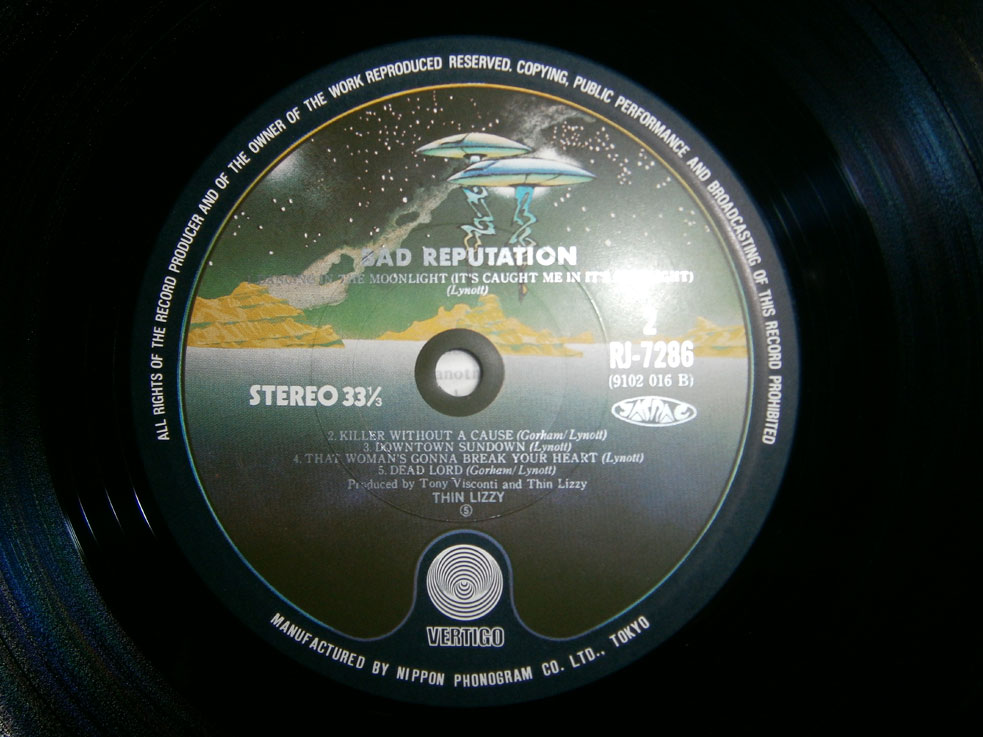 ALL RIGHTS OF THE RECORD PRODUCER AND OF THE OWNER OF THE WORK REPRODUCED RESERVED. COPYING, PUBLIC PERFORMANCE AND BROADCASTING OF THIS RECORD PROHIBITED
BAD REPUTATION
IN THE MOONLIGHT (IT'S CAUGHT ME IN IT'S
(Lynott)
2
RJ-7286
(9102 016 B)
JASRAC
STEREO 33⅓
2. KILLER WITHOUT A CAUSE (Gorham/Lynott)
3. DOWNTOWN SUNDOWN (Lynott)
4. THAT WOMAN'S GONNA BREAK YOUR HEART (Lynott)
5. DEAD LORD (Gorham/Lynott)
Produced by Tony Visconti and Thin Lizzy
THIN LIZZY
Ⓢ
VERTIGO
MANUFACTURED BY NIPPON PHONOGRAM CO. LTD., TOKYO